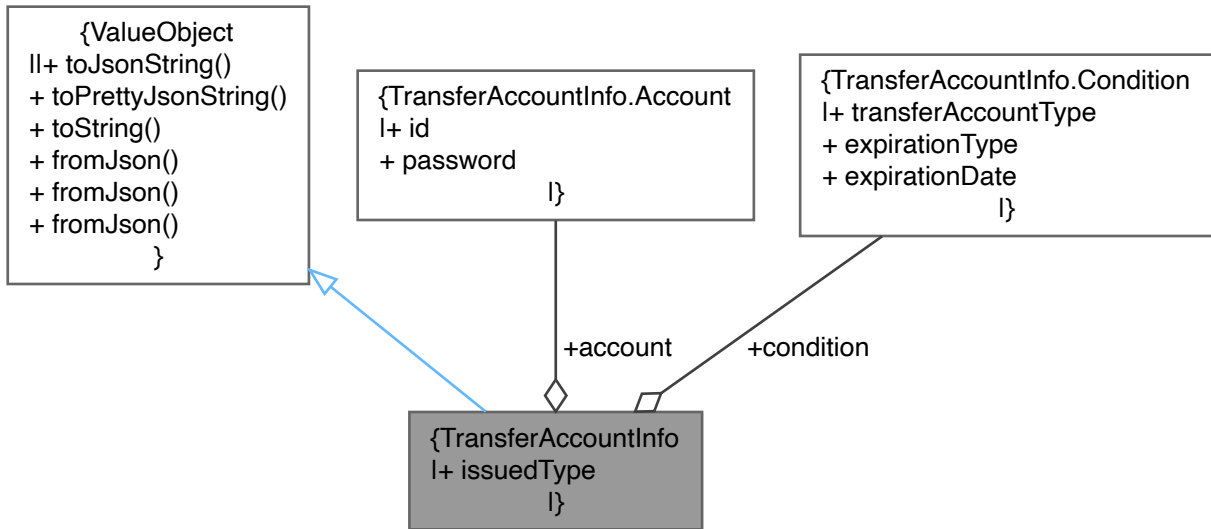 {ValueObject
||+ toJsonString()
+ toPrettyJsonString()
+ toString()
+ fromJson()
+ fromJson()
+ fromJson()
}
{TransferAccountInfo.Account
|+ id
+ password
|}
{TransferAccountInfo.Condition
|+ transferAccountType
+ expirationType
+ expirationDate
|}
+account
+condition
{TransferAccountInfo
|+ issuedType
|}